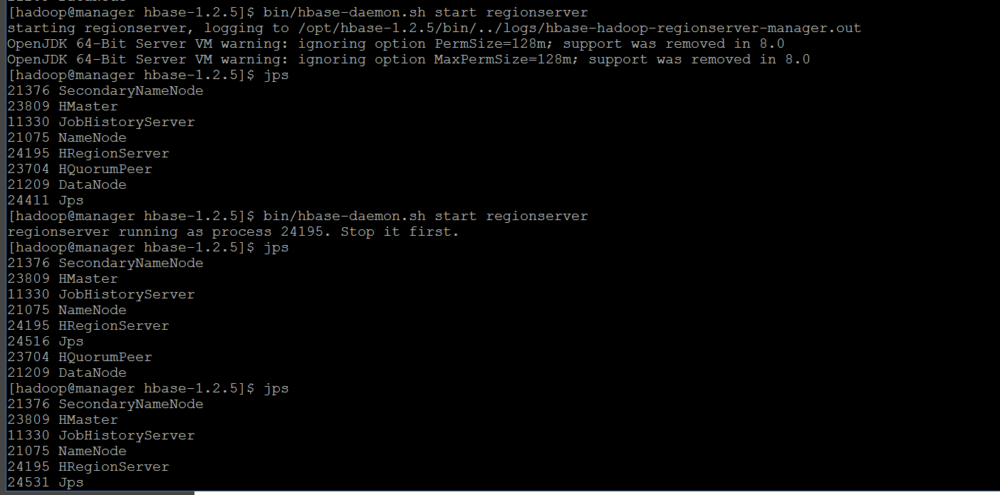 [hadoop@manager hbase-1.2.5]$ bin/hbase-daemon.sh start regionserver
starting regionserver, logging to /opt/hbase-1.2.5/bin/../logs/hbase-hadoop-regionserver-manager.out
OpenJDK 64-Bit Server VM warning: ignoring option PermSize=128m; support was removed in 8.0
OpenJDK 64-Bit Server VM warning: ignoring option MaxPermSize=128m; support was removed in 8.0
[hadoop@manager hbase-1.2.5]$ jps
21376 SecondaryNameNode
23809 HMaster
11330 JobHistoryServer
21075 NameNode
24195 HRegionServer
23704 HQuorumPeer
21209 DataNode
24411 Jps
[hadoop@manager hbase-1.2.5]$ bin/hbase-daemon.sh start regionserver
regionserver running as process 24195. Stop it first.
[hadoop@manager hbase-1.2.5]$ jps
21376 SecondaryNameNode
23809 HMaster
11330 JobHistoryServer
21075 NameNode
24195 HRegionServer
24516 Jps
23704 HQuorumPeer
21209 DataNode
[hadoop@manager hbase-1.2.5]$ jps
21376 SecondaryNameNode
23809 HMaster
11330 JobHistoryServer
21075 NameNode
24195 HRegionServer
24531 Jps